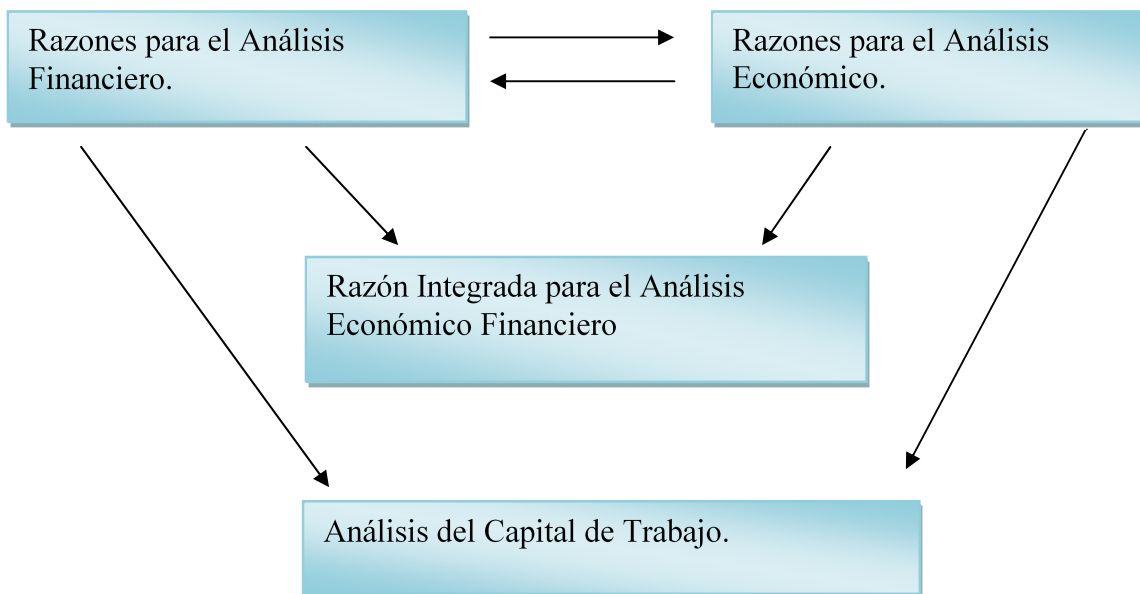 Razones para el Análisis
Financiero.
Razones para el Análisis
Económico.
Razón Integrada para el Análisis
Económico Financiero
Análisis del Capital de Trabajo.